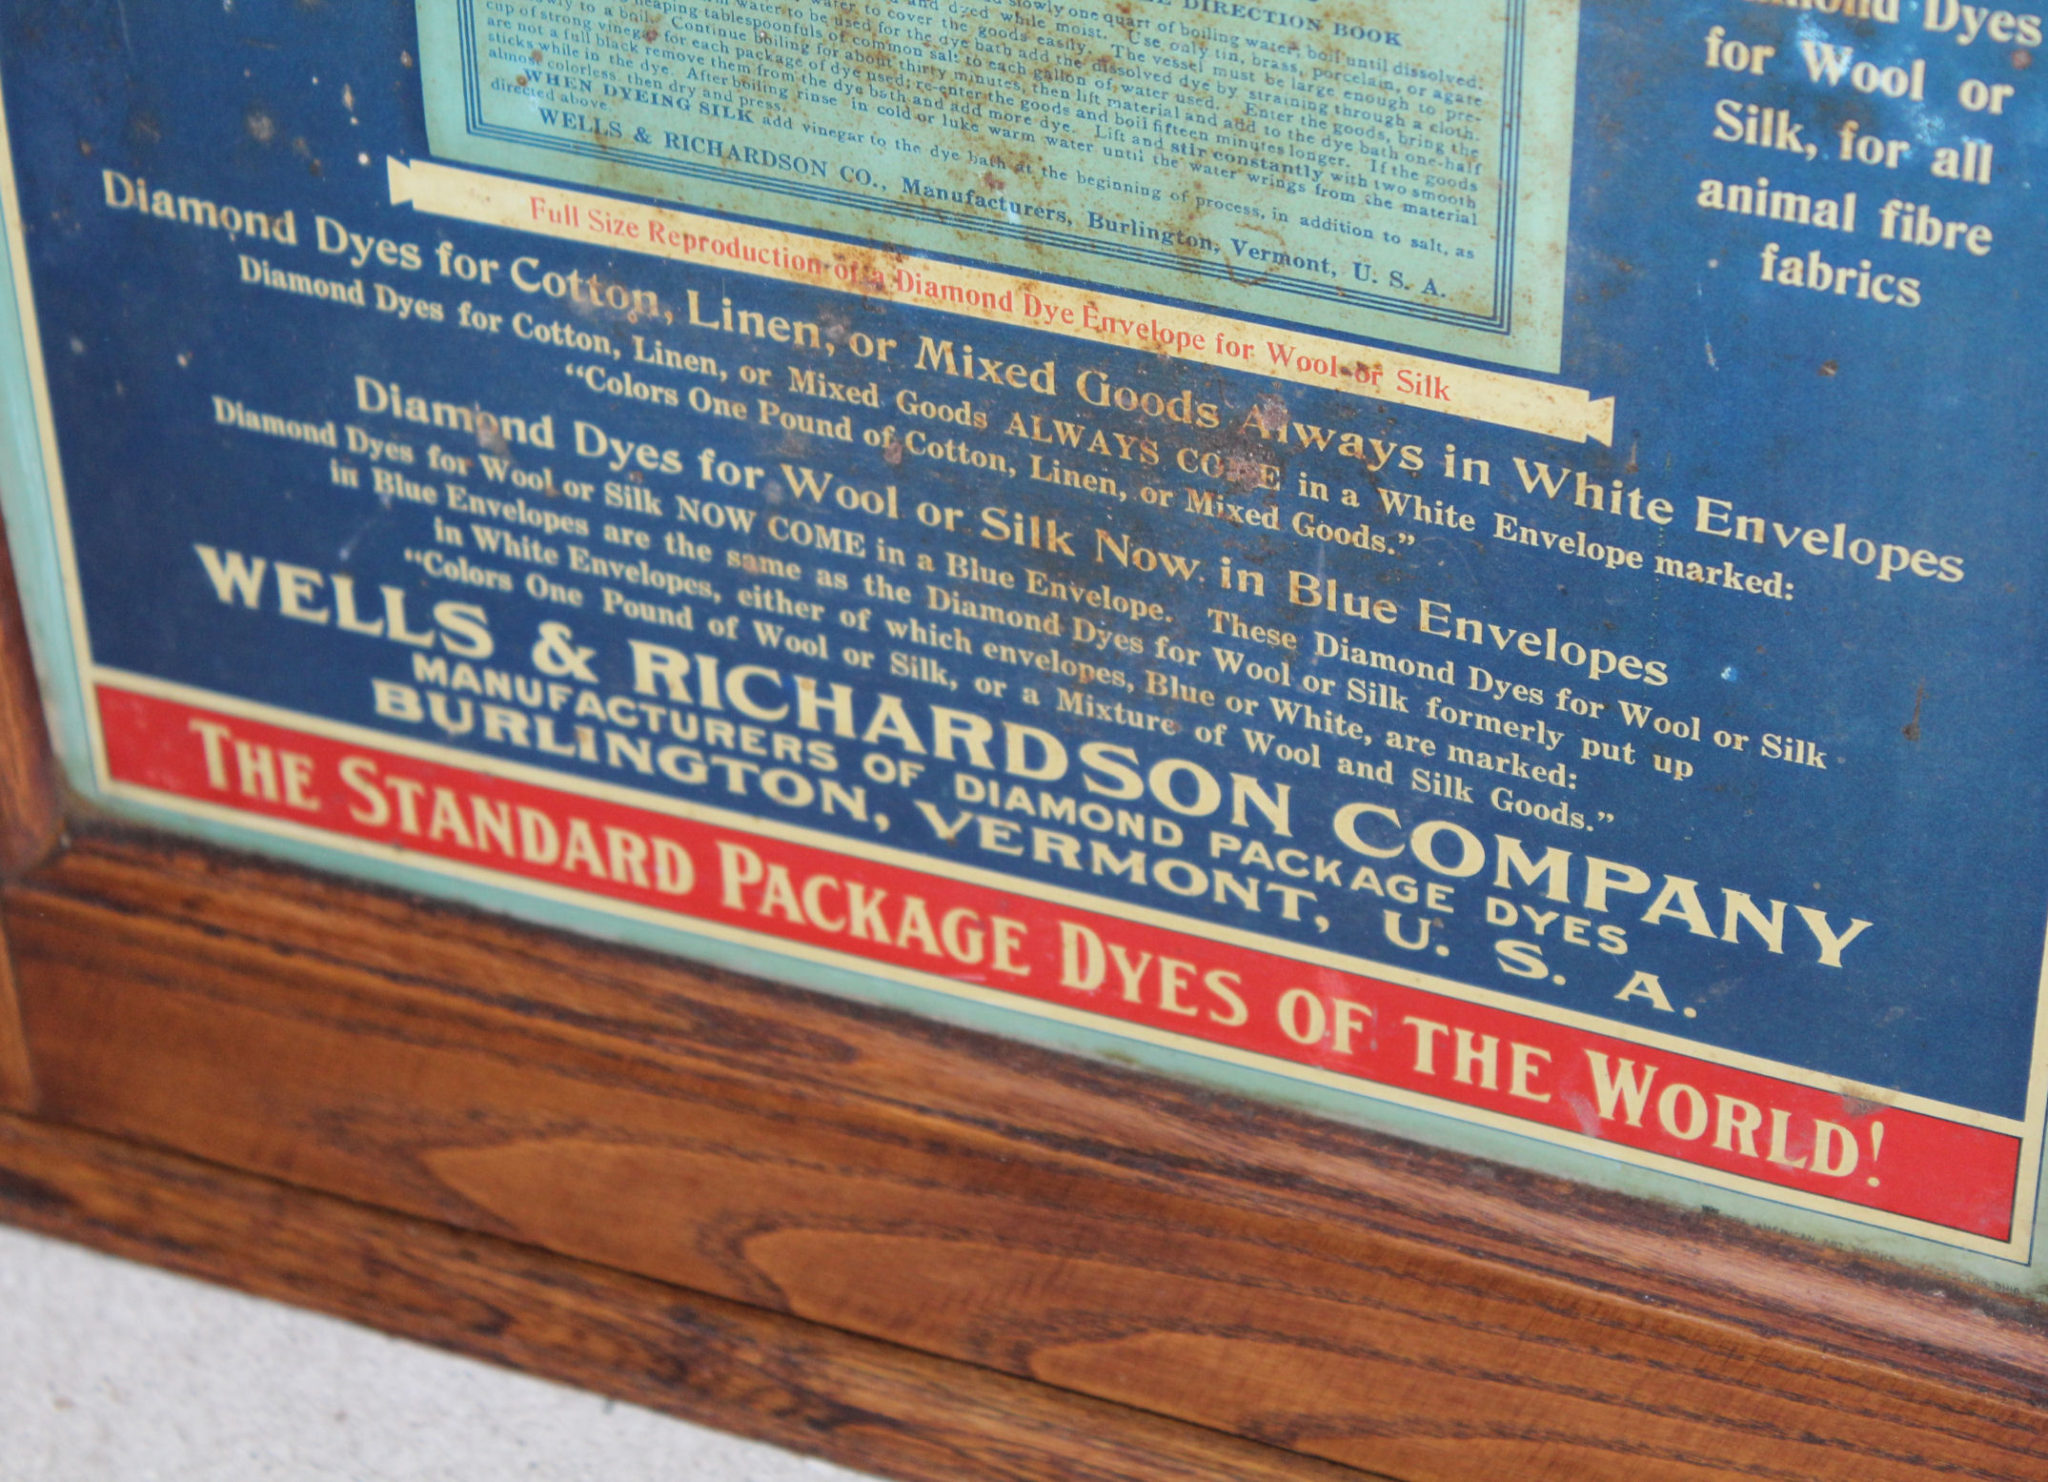 DIRECTION BOOK
slowly one quart of boiling water; boil until dissolved;
and dyed while moist. Use only tin, brass, porcelain, or agate
to cover the goods easily. The vessel must be large enough to pre-
water to be used for the dye bath add the dissolved dye by straining through a cloth.
heaping tablespoonfuls of common salt to each gallon of water used. Enter the goods, bring the
to a boil. Continue boiling for about thirty minutes, then lift material and add to the dye bath one-half
cup of strong vinegar for each package of dye used; re-enter the goods and boil fifteen minutes longer. If the goods
are not a full black remove them from the dye bath and add more dye. Lift and stir constantly with two smooth
sticks while in the dye. After boiling rinse in cold or luke warm water until the water wrings from the material
almost colorless, then dry and press.
WHEN DYEING SILK add vinegar to the dye bath at the beginning of process, in addition to salt, as
directed above.
WELLS & RICHARDSON CO., Manufacturers, Burlington, Vermont, U. S. A.
Dyes
for Wool or
Silk, for all
animal fibre
fabrics
Full Size Reproduction of a Diamond Dye Envelope for Wool or Silk
Diamond Dyes for Cotton, Linen, or Mixed Goods Always in White Envelopes
Diamond Dyes for Cotton, Linen, or Mixed Goods ALWAYS COME in a White Envelope marked:
“Colors One Pound of Cotton, Linen, or Mixed Goods.”
Diamond Dyes for Wool or Silk Now in Blue Envelopes
Diamond Dyes for Wool or Silk NOW COME in a Blue Envelope. These Diamond Dyes for Wool or Silk
in Blue Envelopes are the same as the Diamond Dyes for Wool or Silk formerly put up
in White Envelopes, either of which envelopes, Blue or White, are marked:
“Colors One Pound of Wool or Silk, or a Mixture of Wool and Silk Goods.”
WELLS & RICHARDSON COMPANY
MANUFACTURERS OF DIAMOND PACKAGE DYES
BURLINGTON, VERMONT, U. S. A.
THE STANDARD PACKAGE DYES OF THE WORLD!